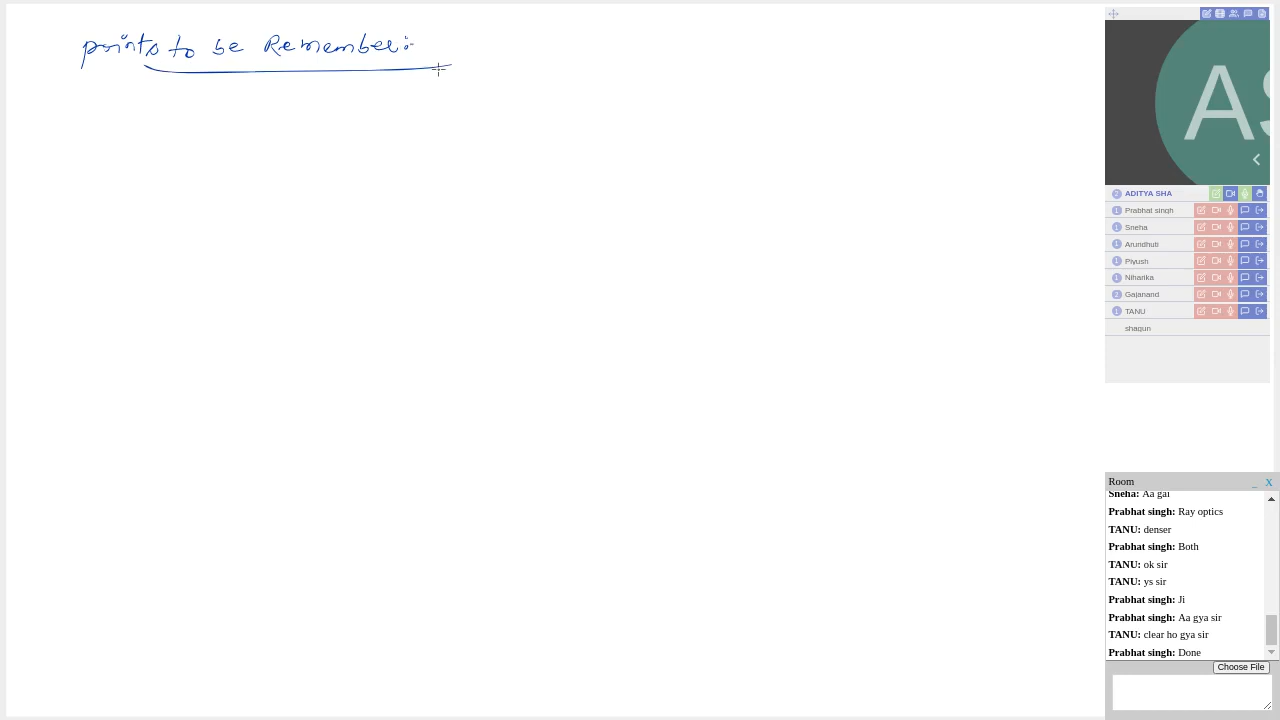 points to be Remember:-
AS
ADITYA SHA
Prabhat singh
Sneha
Arundhuti
Piyush
Niharika
Gajanand
TANU
shagun
Room
_ X
Sneha: Aa gai
Prabhat singh: Ray optics
TANU: denser
Prabhat singh: Both
TANU: ok sir
TANU: ys sir
Prabhat singh: Ji
Prabhat singh: Aa gya sir
TANU: clear ho gya sir
Prabhat singh: Done
Choose File